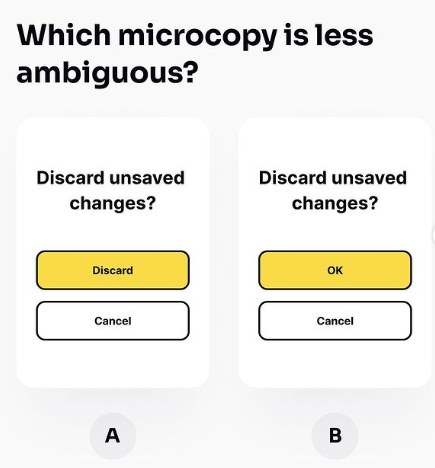 Which microcopy is less
ambiguous?
Discard unsaved
changes?
Discard
Cancel
A
Discard unsaved
changes?
OK
Cancel
B